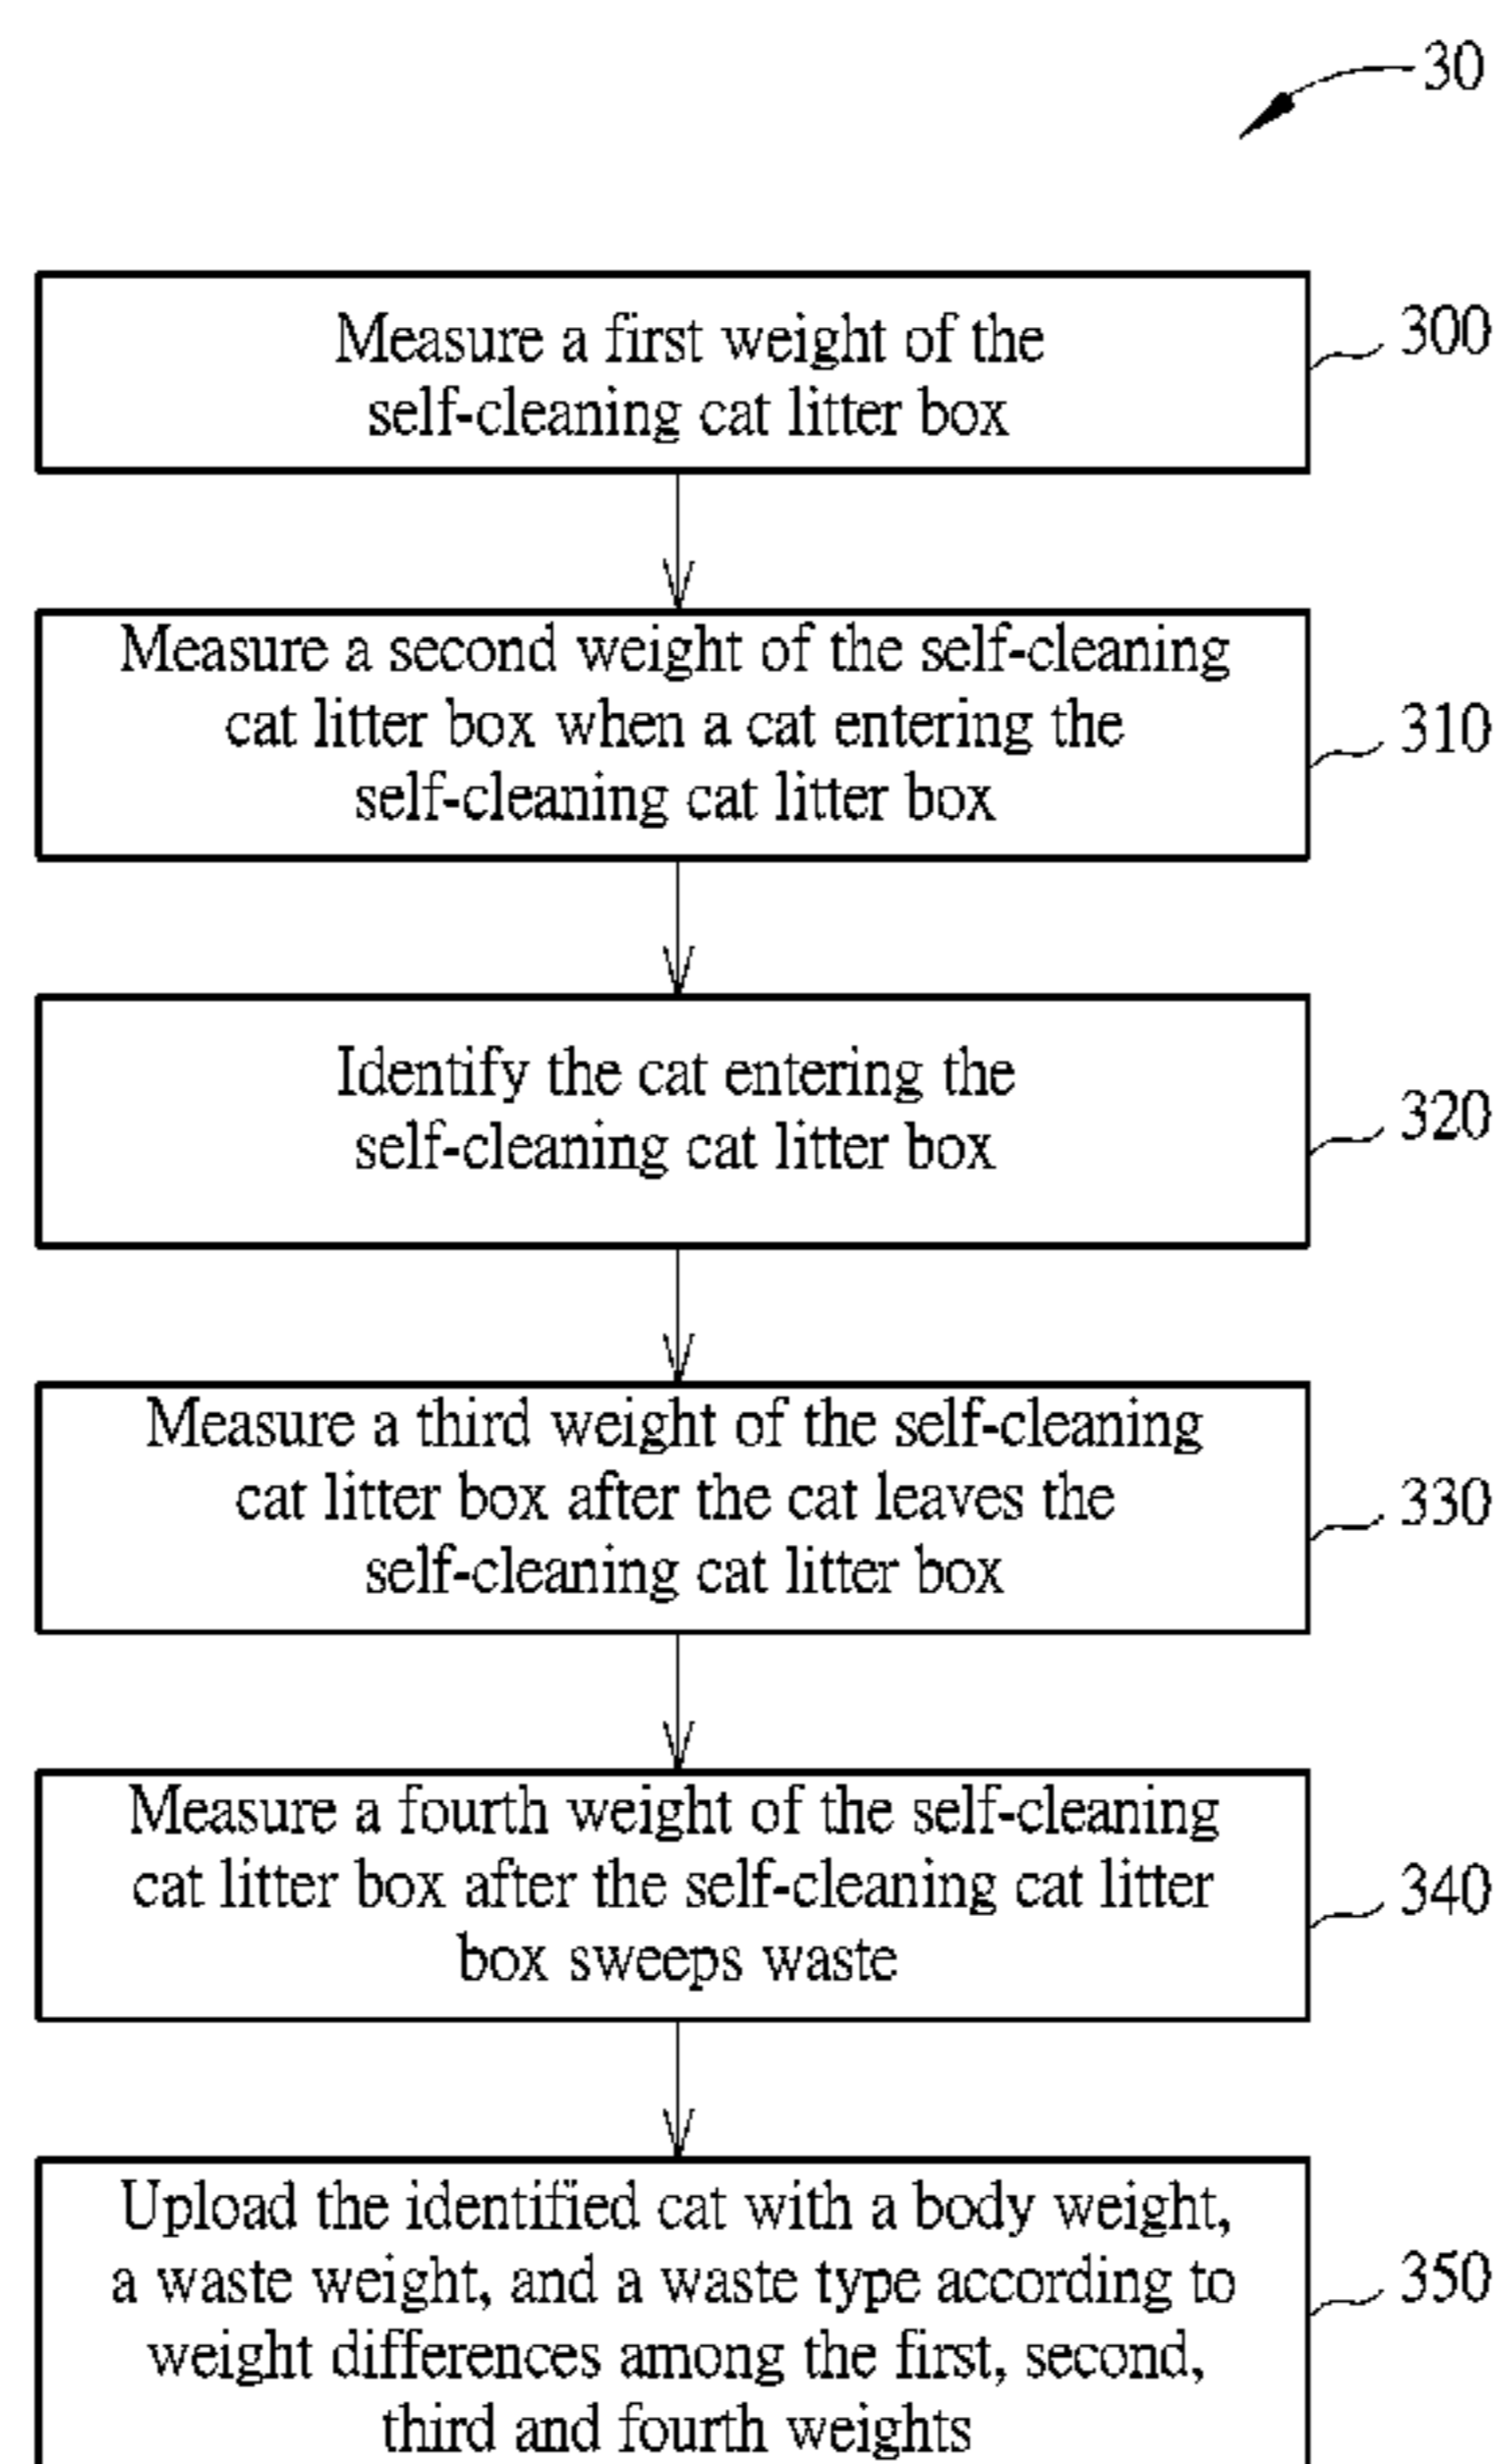 30
Measure a first weight of the
self-cleaning cat litter box
300
Measure a second weight of the self-cleaning
cat litter box when a cat entering the
self-cleaning cat litter box
310
Identify the cat entering the
self-cleaning cat litter box
320
Measure a third weight of the self-cleaning
cat litter box after the cat leaves the
self-cleaning cat litter box
330
Measure a fourth weight of the self-cleaning
cat litter box after the self-cleaning cat litter
box sweeps waste
340
Upload the identified cat with a body weight,
a waste weight, and a waste type according to
weight differences among the first, second,
third and fourth weights
350